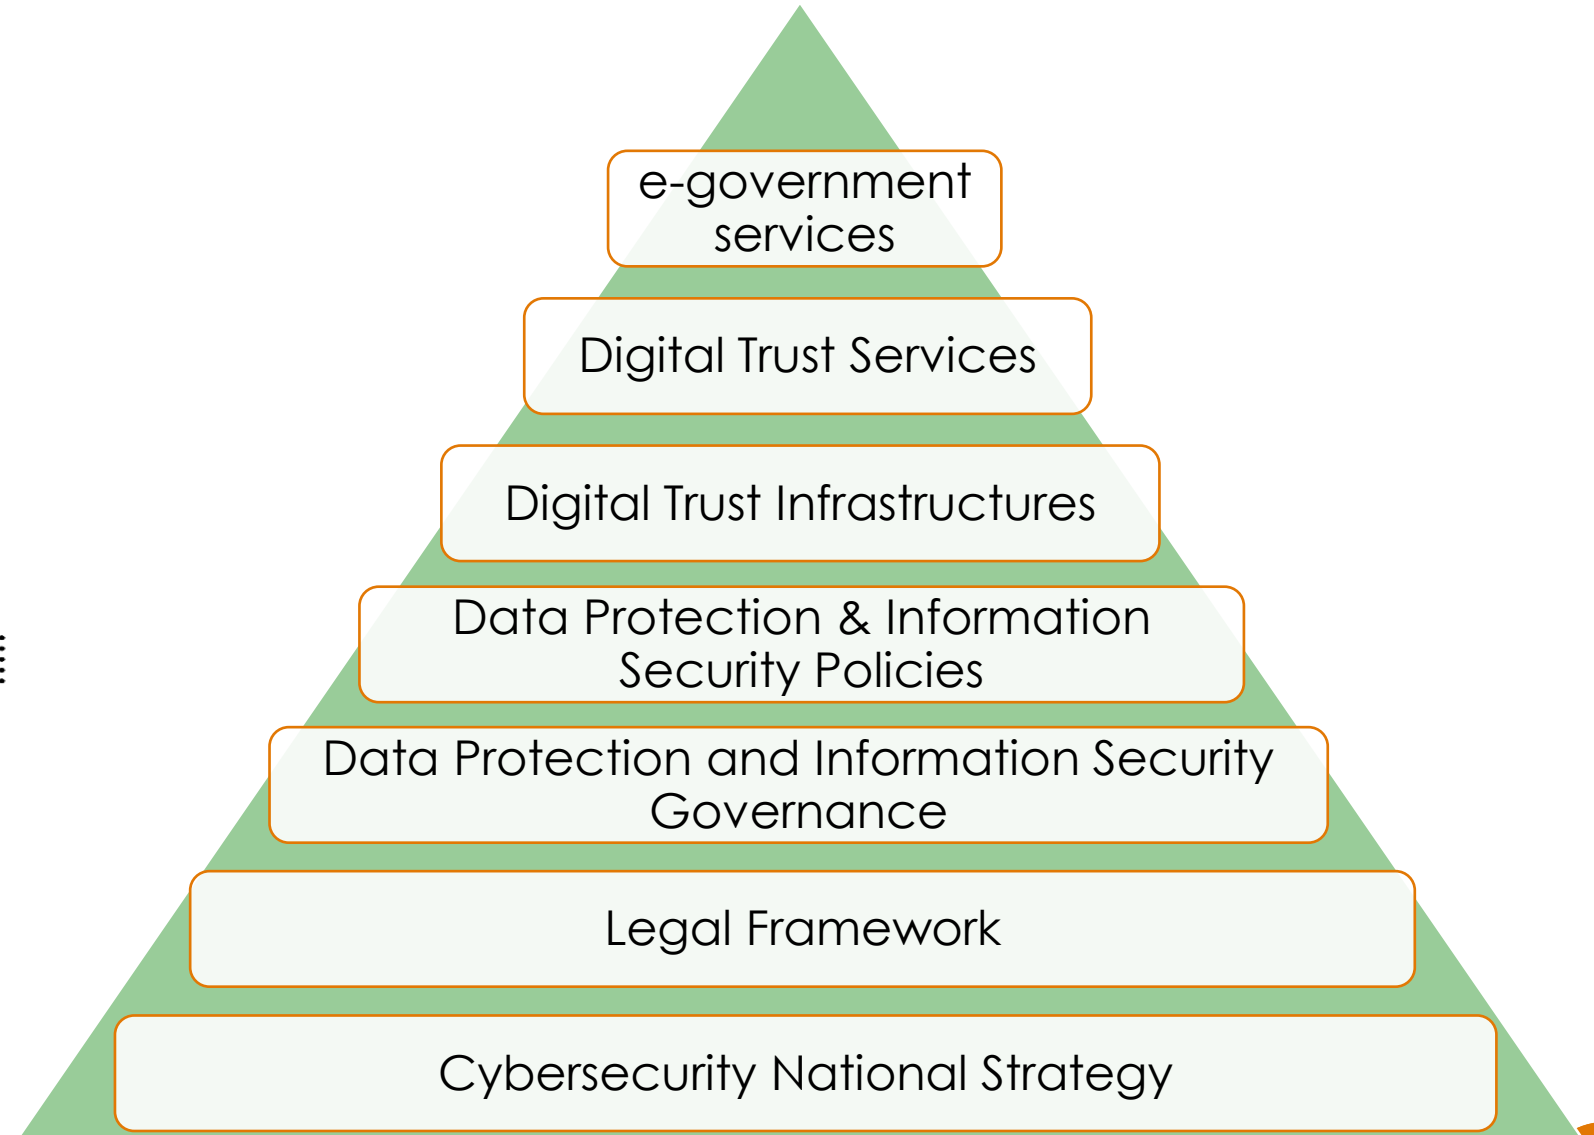 e-government
services
Digital Trust Services
Digital Trust Infrastructures
Data Protection & Information
Security Policies
Data Protection and Information Security
Governance
Legal Framework
Cybersecurity National Strategy